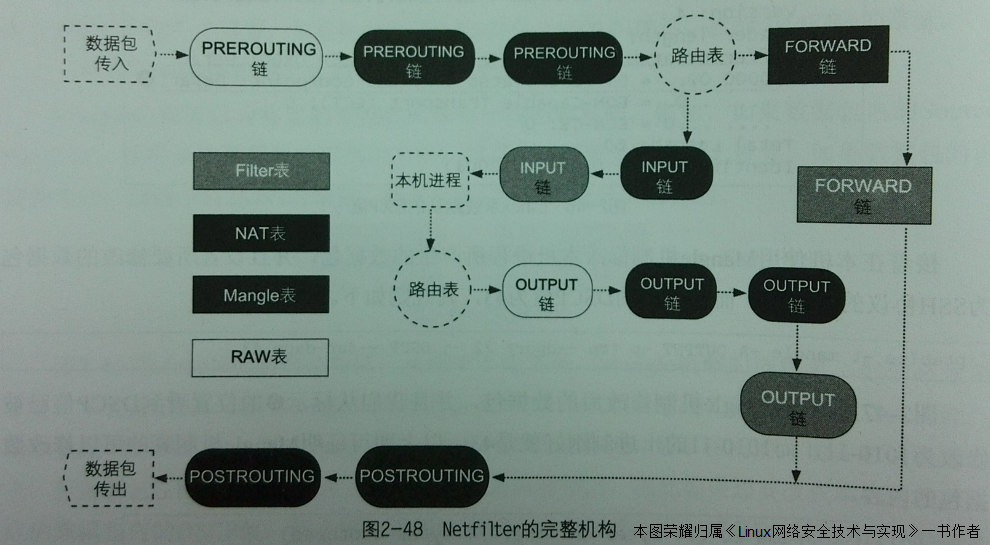 数据包
传入
PREROUTING
链
PREROUTING
链
PREROUTING
链
路由表
FORWARD
链
Filter表
NAT表
Mangle表
RAW表
本机进程
INPUT
链
INPUT
链
FORWARD
链
路由表
OUTPUT
链
OUTPUT
链
OUTPUT
链
OUTPUT
链
数据包
传出
POSTROUTING
POSTROUTING
图2-48 Netfilter的完整机构
本图荣耀归属《Linux网络安全技术与实现》一书作者